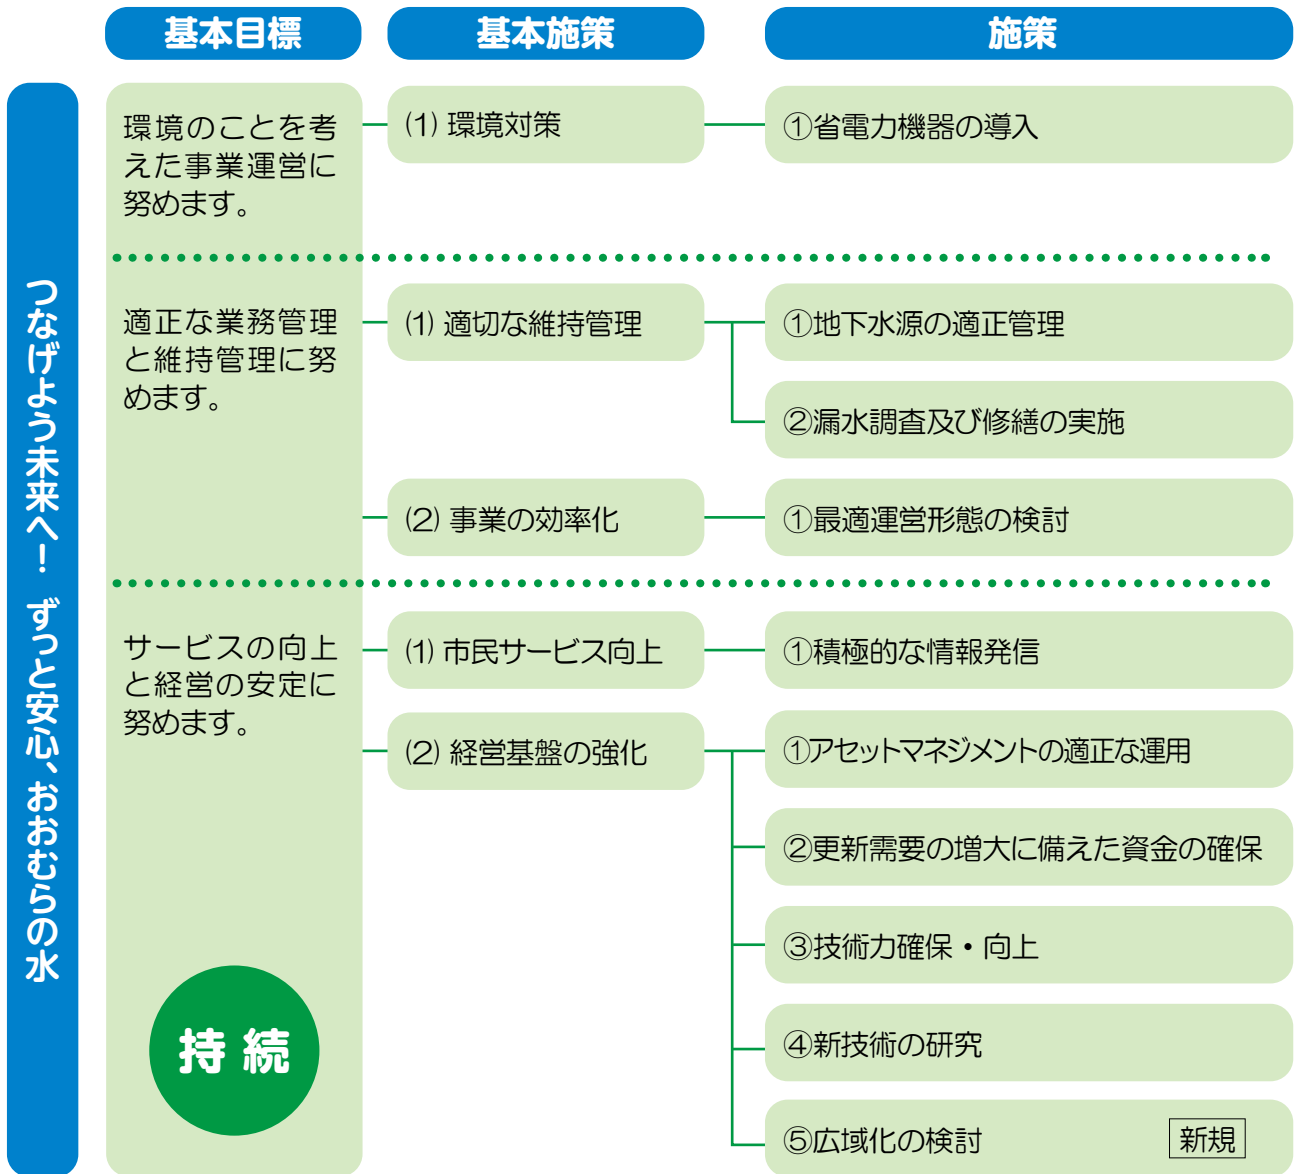 基本目標
基本施策
施策
つなげよう未来へ！ ずっと安心、おおむらの水
環境のことを考
えた事業運営に
努めます。
(1) 環境対策
①省電力機器の導入
適正な業務管理
と維持管理に努
めます。
(1) 適切な維持管理
①地下水源の適正管理
②漏水調査及び修繕の実施
(2) 事業の効率化
①最適運営形態の検討
サービスの向上
と経営の安定に
努めます。
(1) 市民サービス向上
①積極的な情報発信
(2) 経営基盤の強化
①アセットマネジメントの適正な運用
②更新需要の増大に備えた資金の確保
③技術力確保・向上
④新技術の研究
⑤広域化の検討 新規
持続